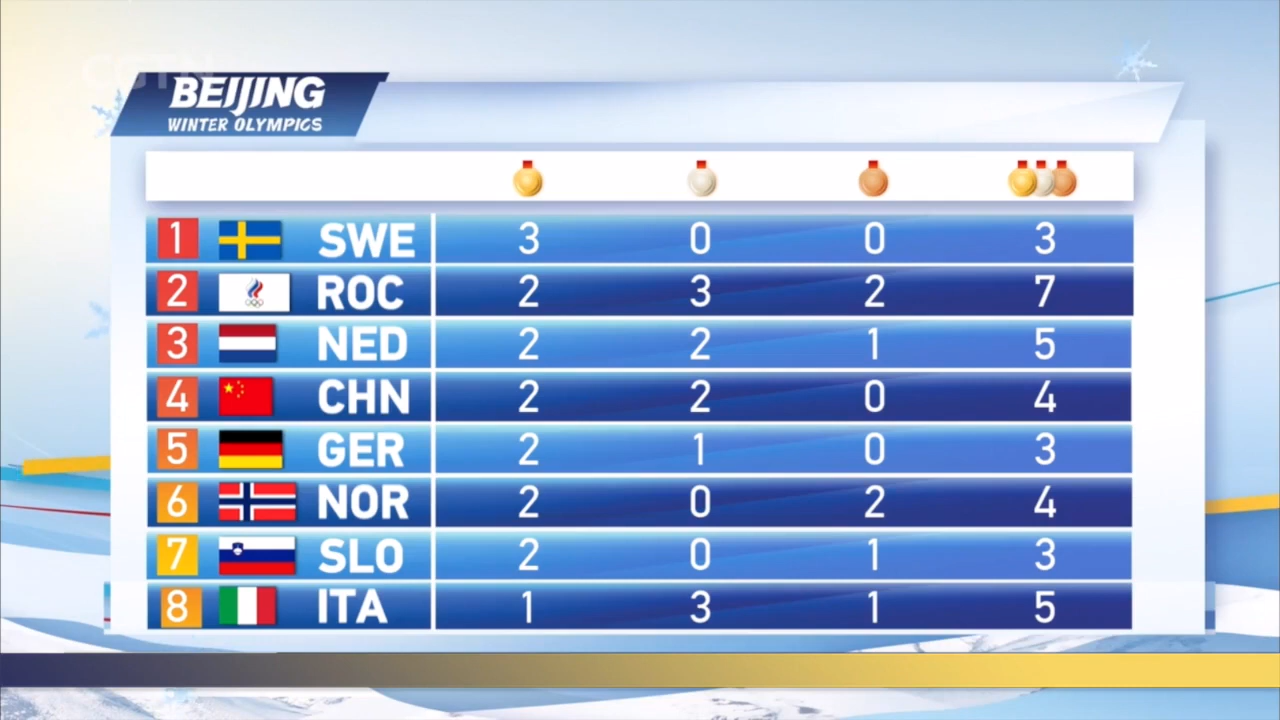 CGTN
BEIJING
WINTER OLYMPICS
1 SWE 3 0 0 3
2 ROC 2 3 2 7
3 NED 2 2 1 5
4 CHN 2 2 0 4
5 GER 2 1 0 3
6 NOR 2 0 2 4
7 SLO 2 0 1 3
8 ITA 1 3 1 5